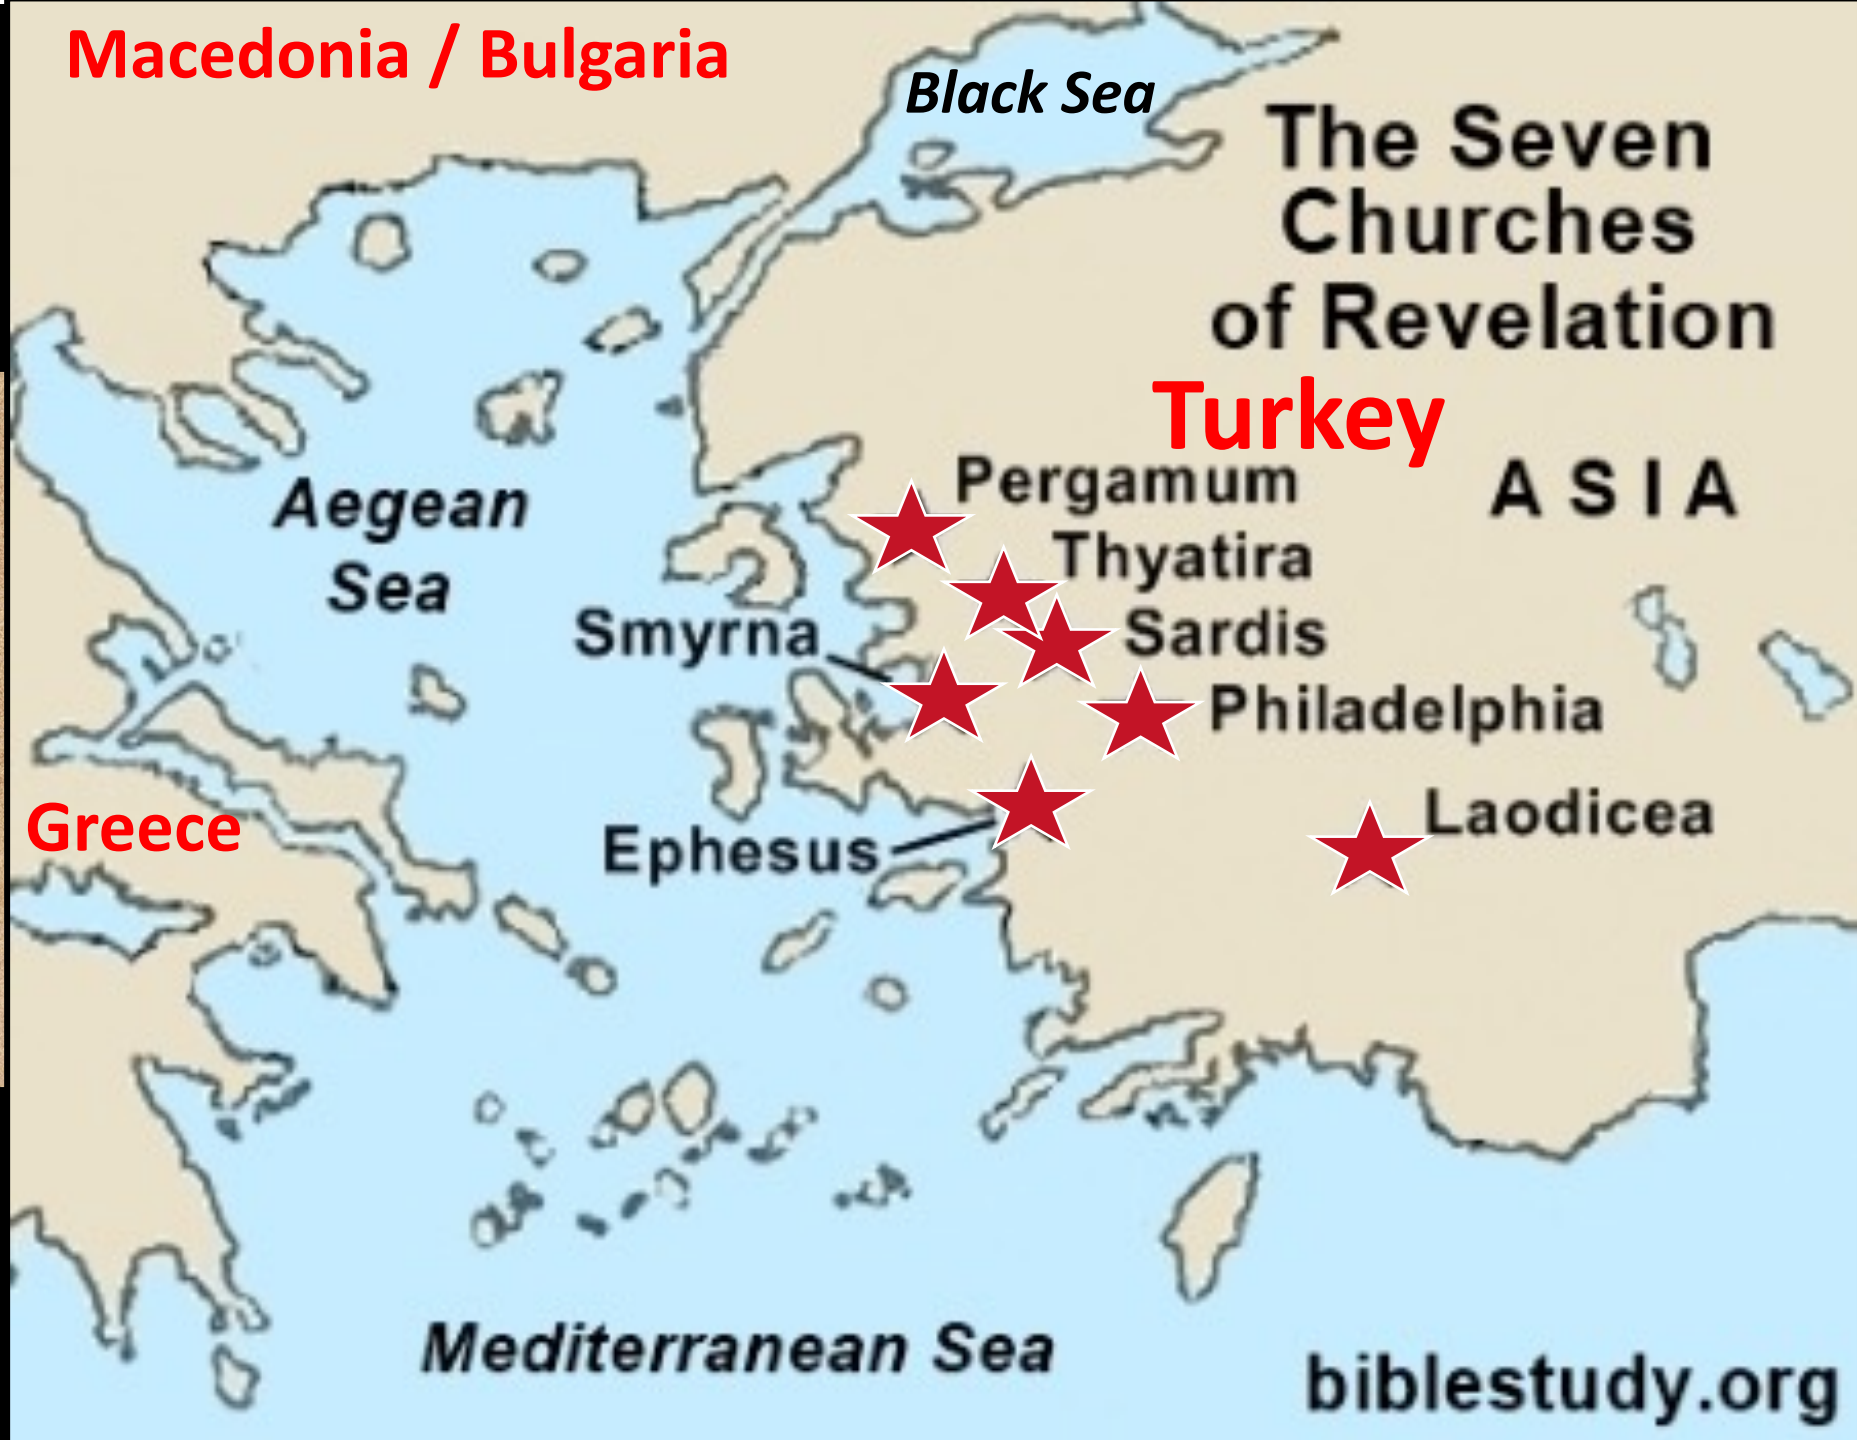 Macedonia / Bulgaria
Black Sea
The Seven
Churches
of Revelation
Turkey
Pergamum
ASIA
Aegean
Sea
Thyatira
Smyrna
Sardis
Philadelphia
Greece
Ephesus
Laodicea
Mediterranean Sea
biblestudy.org